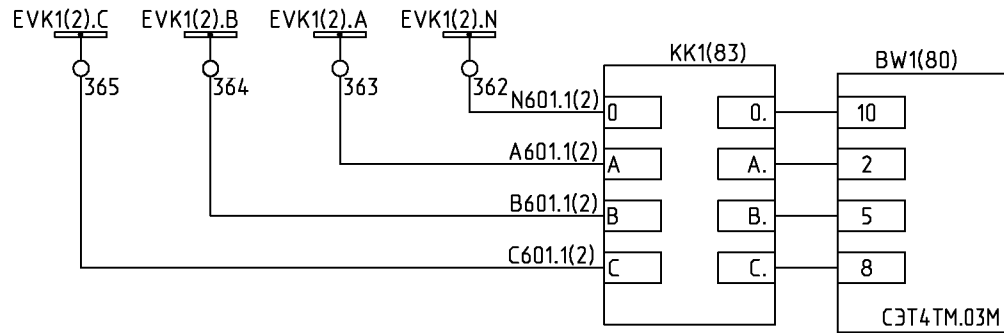 EVK1(2).C EVK1(2).B EVK1(2).A EVK1(2).N
KK1(83) BW1(80)
365 364 363 362
N601.1(2) 0 0. 10
A601.1(2) A A. 2
B601.1(2) B B. 5
C601.1(2) C C. 8
СЭТ4ТМ.03М